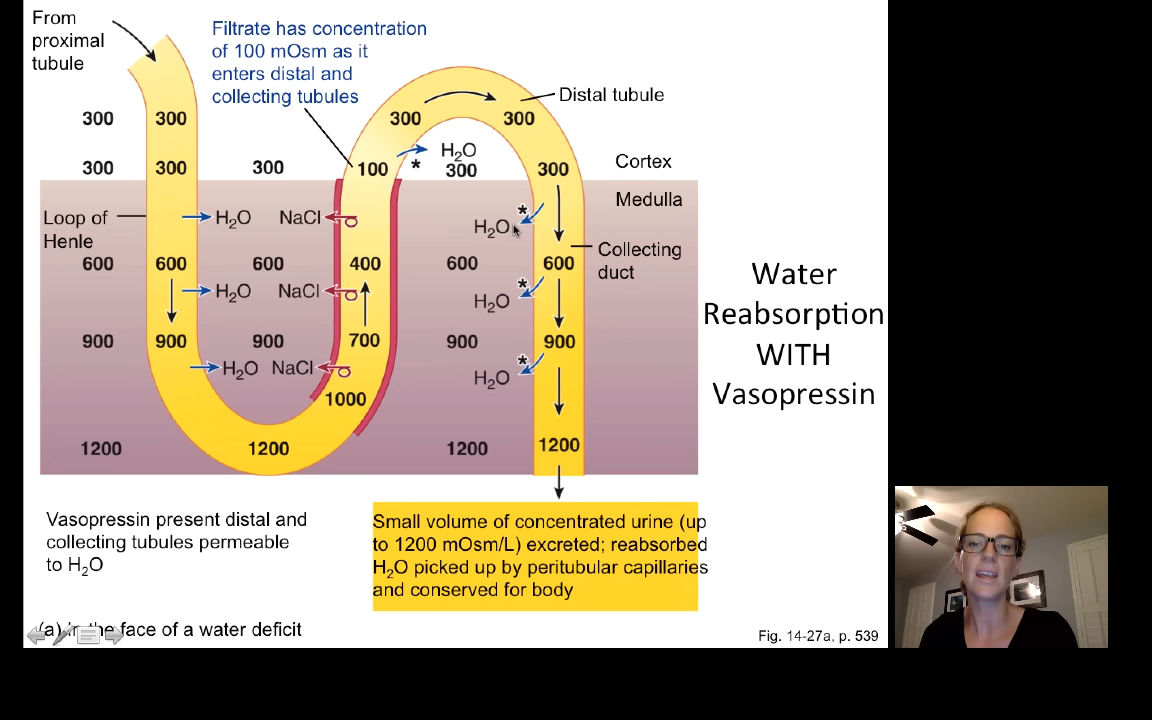 From
proximal
tubule
Filtrate has concentration
of 100 mOsm as it
enters distal and
collecting tubules
Distal tubule
300 300 300 300
H₂O
*
300 300 300 100 300 300
Cortex
Medulla
Loop of
Henle
H₂O NaCl
*
H₂O
Collecting
duct
600 600 600 400 600 600
H₂O NaCl
*
H₂O
900 900 900 700 900 900
H₂O NaCl
*
H₂O
1000
1200 1200 1200 1200
Water
Reabsorption
WITH
Vasopressin
Vasopressin present distal and
collecting tubules permeable
to H₂O
Small volume of concentrated urine (up
to 1200 mOsm/L) excreted; reabsorbed
H₂O picked up by peritubular capillaries
and conserved for body
(a) In the face of a water deficit
Fig. 14-27a, p. 539